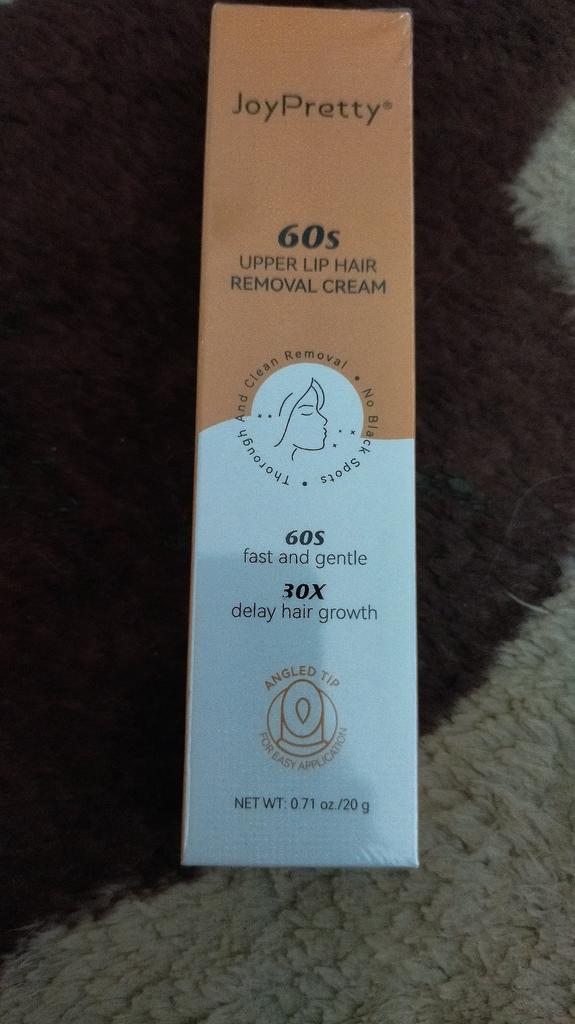 JoyPretty®
60s
UPPER LIP HAIR
REMOVAL CREAM
Thorough And Clean Removal • No Black Spots •
60S
fast and gentle
30X
delay hair growth
ANGLED TIP
FOR EASY APPLICATION
NET WT: 0.71 oz./20 g